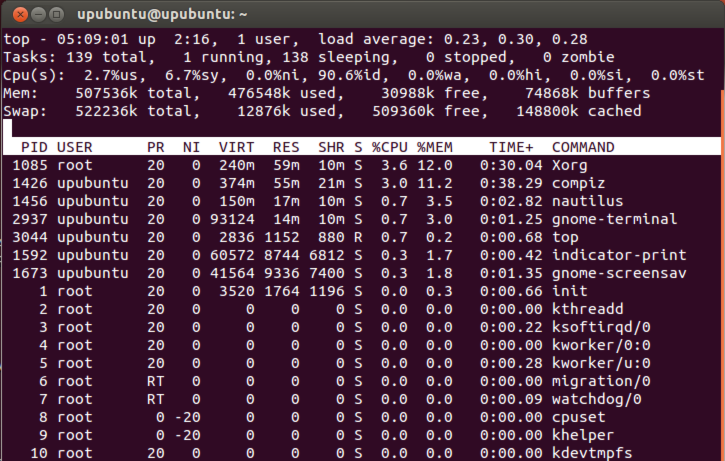 upubuntu@upubuntu: ~
top - 05:09:01 up  2:16,  1 user,  load average: 0.23, 0.30, 0.28
Tasks: 139 total,   1 running, 138 sleeping,   0 stopped,   0 zombie
Cpu(s):  2.7%us,  6.7%sy,  0.0%ni, 90.6%id,  0.0%wa,  0.0%hi,  0.0%si,  0.0%st
Mem:    507536k total,   476548k used,    30988k free,    74868k buffers
Swap:   522236k total,    12876k used,   509360k free,   148800k cached
  PID USER      PR  NI  VIRT  RES  SHR S %CPU %MEM    TIME+  COMMAND
 1085 root      20   0  240m  59m  10m S  3.6 12.0   0:30.04 Xorg
 1426 upubuntu  20   0  374m  55m  21m S  3.0 11.2   0:38.29 compiz
 1456 upubuntu  20   0  150m  17m  10m S  0.7  3.5   0:02.82 nautilus
 2937 upubuntu  20   0 93124  14m  10m S  0.7  3.0   0:01.25 gnome-terminal
 3044 upubuntu  20   0  2836 1152  880 R  0.7  0.2   0:00.68 top
 1592 upubuntu  20   0 60572 8744 6812 S  0.3  1.7   0:00.42 indicator-print
 1673 upubuntu  20   0 41564 9336 7400 S  0.3  1.8   0:01.35 gnome-screensav
    1 root      20   0  3520 1764 1196 S  0.0  0.3   0:00.66 init
    2 root      20   0     0    0    0 S  0.0  0.0   0:00.00 kthreadd
    3 root      20   0     0    0    0 S  0.0  0.0   0:00.22 ksoftirqd/0
    4 root      20   0     0    0    0 S  0.0  0.0   0:00.00 kworker/0:0
    5 root      20   0     0    0    0 S  0.0  0.0   0:00.28 kworker/u:0
    6 root      RT   0     0    0    0 S  0.0  0.0   0:00.00 migration/0
    7 root      RT   0     0    0    0 S  0.0  0.0   0:00.09 watchdog/0
    8 root       0 -20     0    0    0 S  0.0  0.0   0:00.00 cpuset
    9 root       0 -20     0    0    0 S  0.0  0.0   0:00.00 khelper
   10 root      20   0     0    0    0 S  0.0  0.0   0:00.00 kdevtmpfs